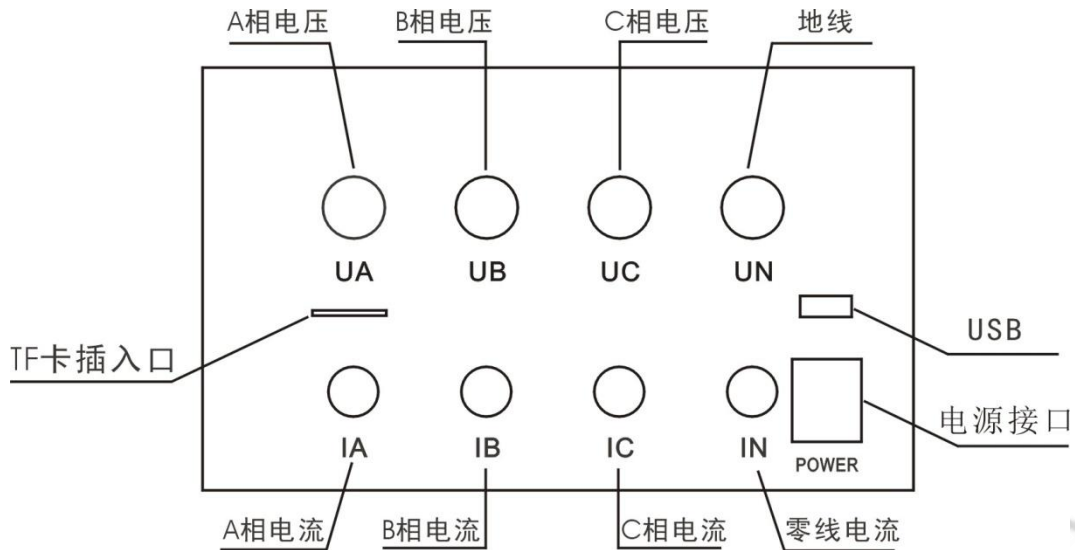 A相电压 B相电压 C相电压 地线
UA UB UC UN
USB
TF卡插入口
电源接口
IA IB IC IN
POWER
A相电流 B相电流 C相电流 零线电流